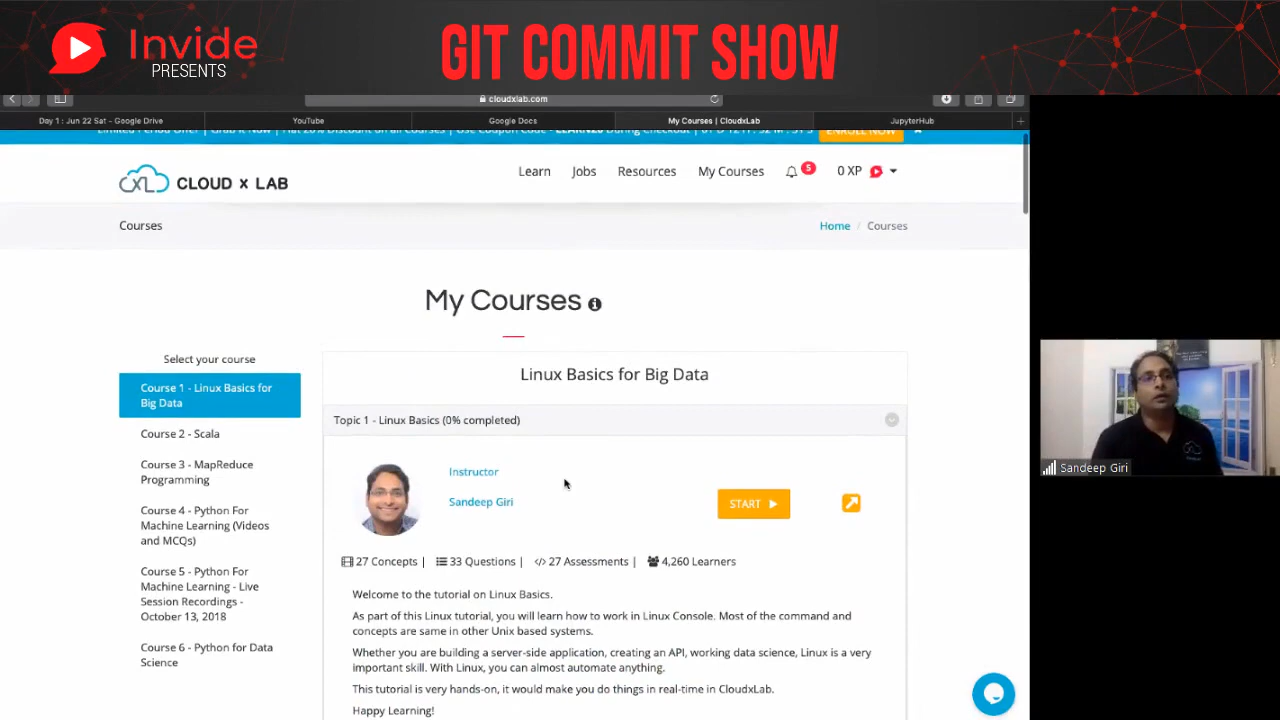 Invide
PRESENTS
GIT COMMIT SHOW
cloudxlab.com
Day 1 : Jun 22 Sat - Google Drive
YouTube
Google Docs
My Courses | CloudxLab
JupyterHub
ENROLL NOW
CLOUD X LAB
Learn
Jobs
Resources
My Courses
5
0 XP
Courses
Home / Courses
My Courses
Select your course
Course 1 - Linux Basics for
Big Data
Course 2 - Scala
Course 3 - MapReduce
Programming
Course 4 - Python For
Machine Learning (Videos
and MCQs)
Course 5 - Python For
Machine Learning - Live
Session Recordings -
October 13, 2018
Course 6 - Python for Data
Science
Linux Basics for Big Data
Topic 1 - Linux Basics (0% completed)
Instructor
Sandeep Giri
START
27 Concepts | 33 Questions | 27 Assessments | 4,260 Learners
Welcome to the tutorial on Linux Basics.
As part of this Linux tutorial, you will learn how to work in Linux Console. Most of the command and
concepts are same in other Unix based systems.
Whether you are building a server-side application, creating an API, working data science, Linux is a very
important skill. With Linux, you can almost automate anything.
This tutorial is very hands-on, it would make you do things in real-time in CloudxLab.
Happy Learning!
Sandeep Giri